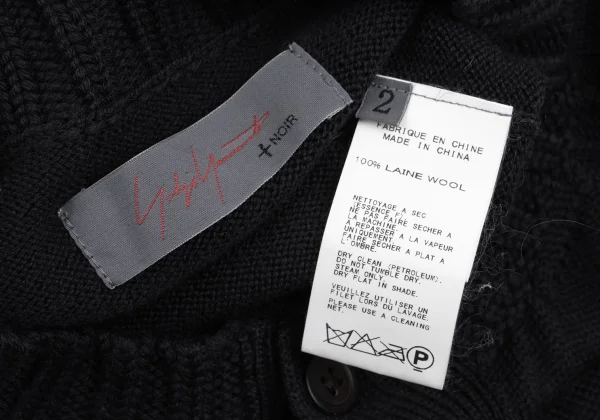 Yohji Yamamoto
+NOIR
2
FABRIQUE EN CHINE
MADE IN CHINA
100% LAINE WOOL
NETTOYAGE A SEC
(ESSENCE F).
NE PAS FAIRE SECHER A
LA MACHINE.
A REPASSER A LA VAPEUR
UNIQUEMENT.
FAIRE SECHER A PLAT A
L'OMBRE.
DRY CLEAN (PETROLEUM).
DO NOT TUMBLE DRY.
STEAM ONLY.
DRY FLAT IN SHADE.
VEUILLEZ UTILISER UN
FILET LORS DU LAVAGE.
PLEASE USE A CLEANING
NET.
P